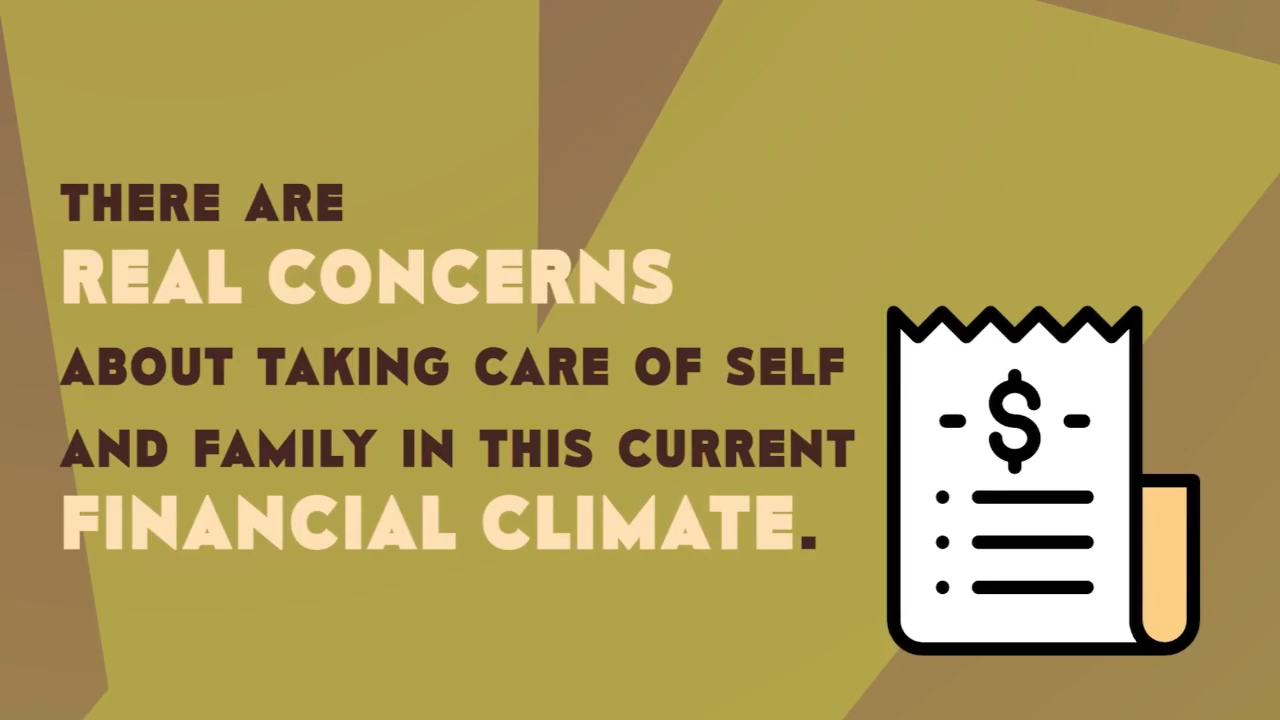 THERE ARE
REAL CONCERNS
ABOUT TAKING CARE OF SELF
AND FAMILY IN THIS CURRENT
FINANCIAL CLIMATE.
$